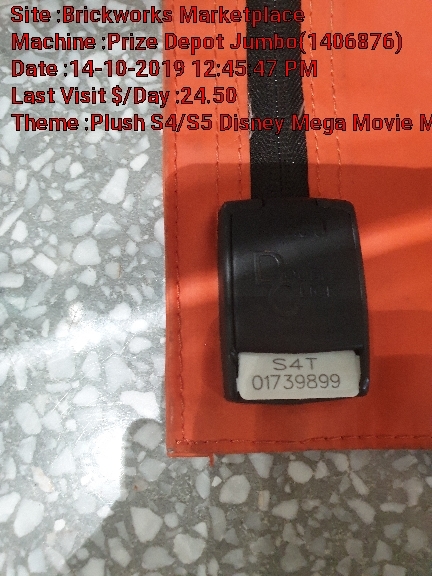 Site :Brickworks Marketplace
Machine :Prize Depot Jumbo(1406876)
Date :14-10-2019 12:45:47 PM
Last Visit $/Day :24.50
Theme :Plush S4/S5 Disney Mega Movie M
S4T
01739899